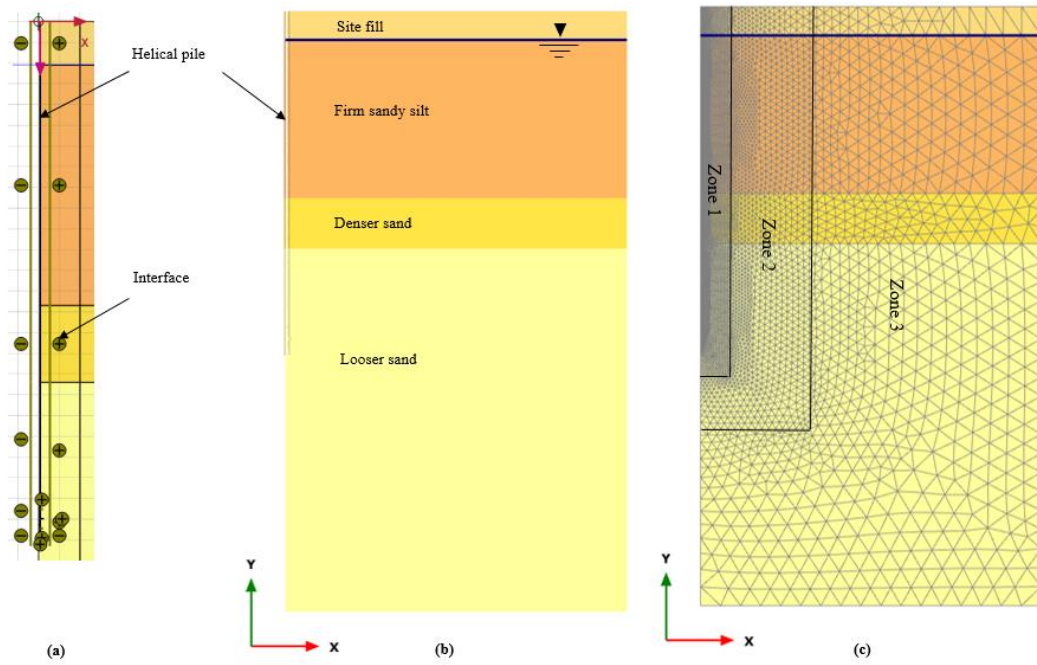 X
Helical pile
Interface
(a)
Site fill
Firm sandy silt
Denser sand
Looser sand
Y
X
(b)
Zone 1
Zone 2
Zone 3
Y
X
(c)